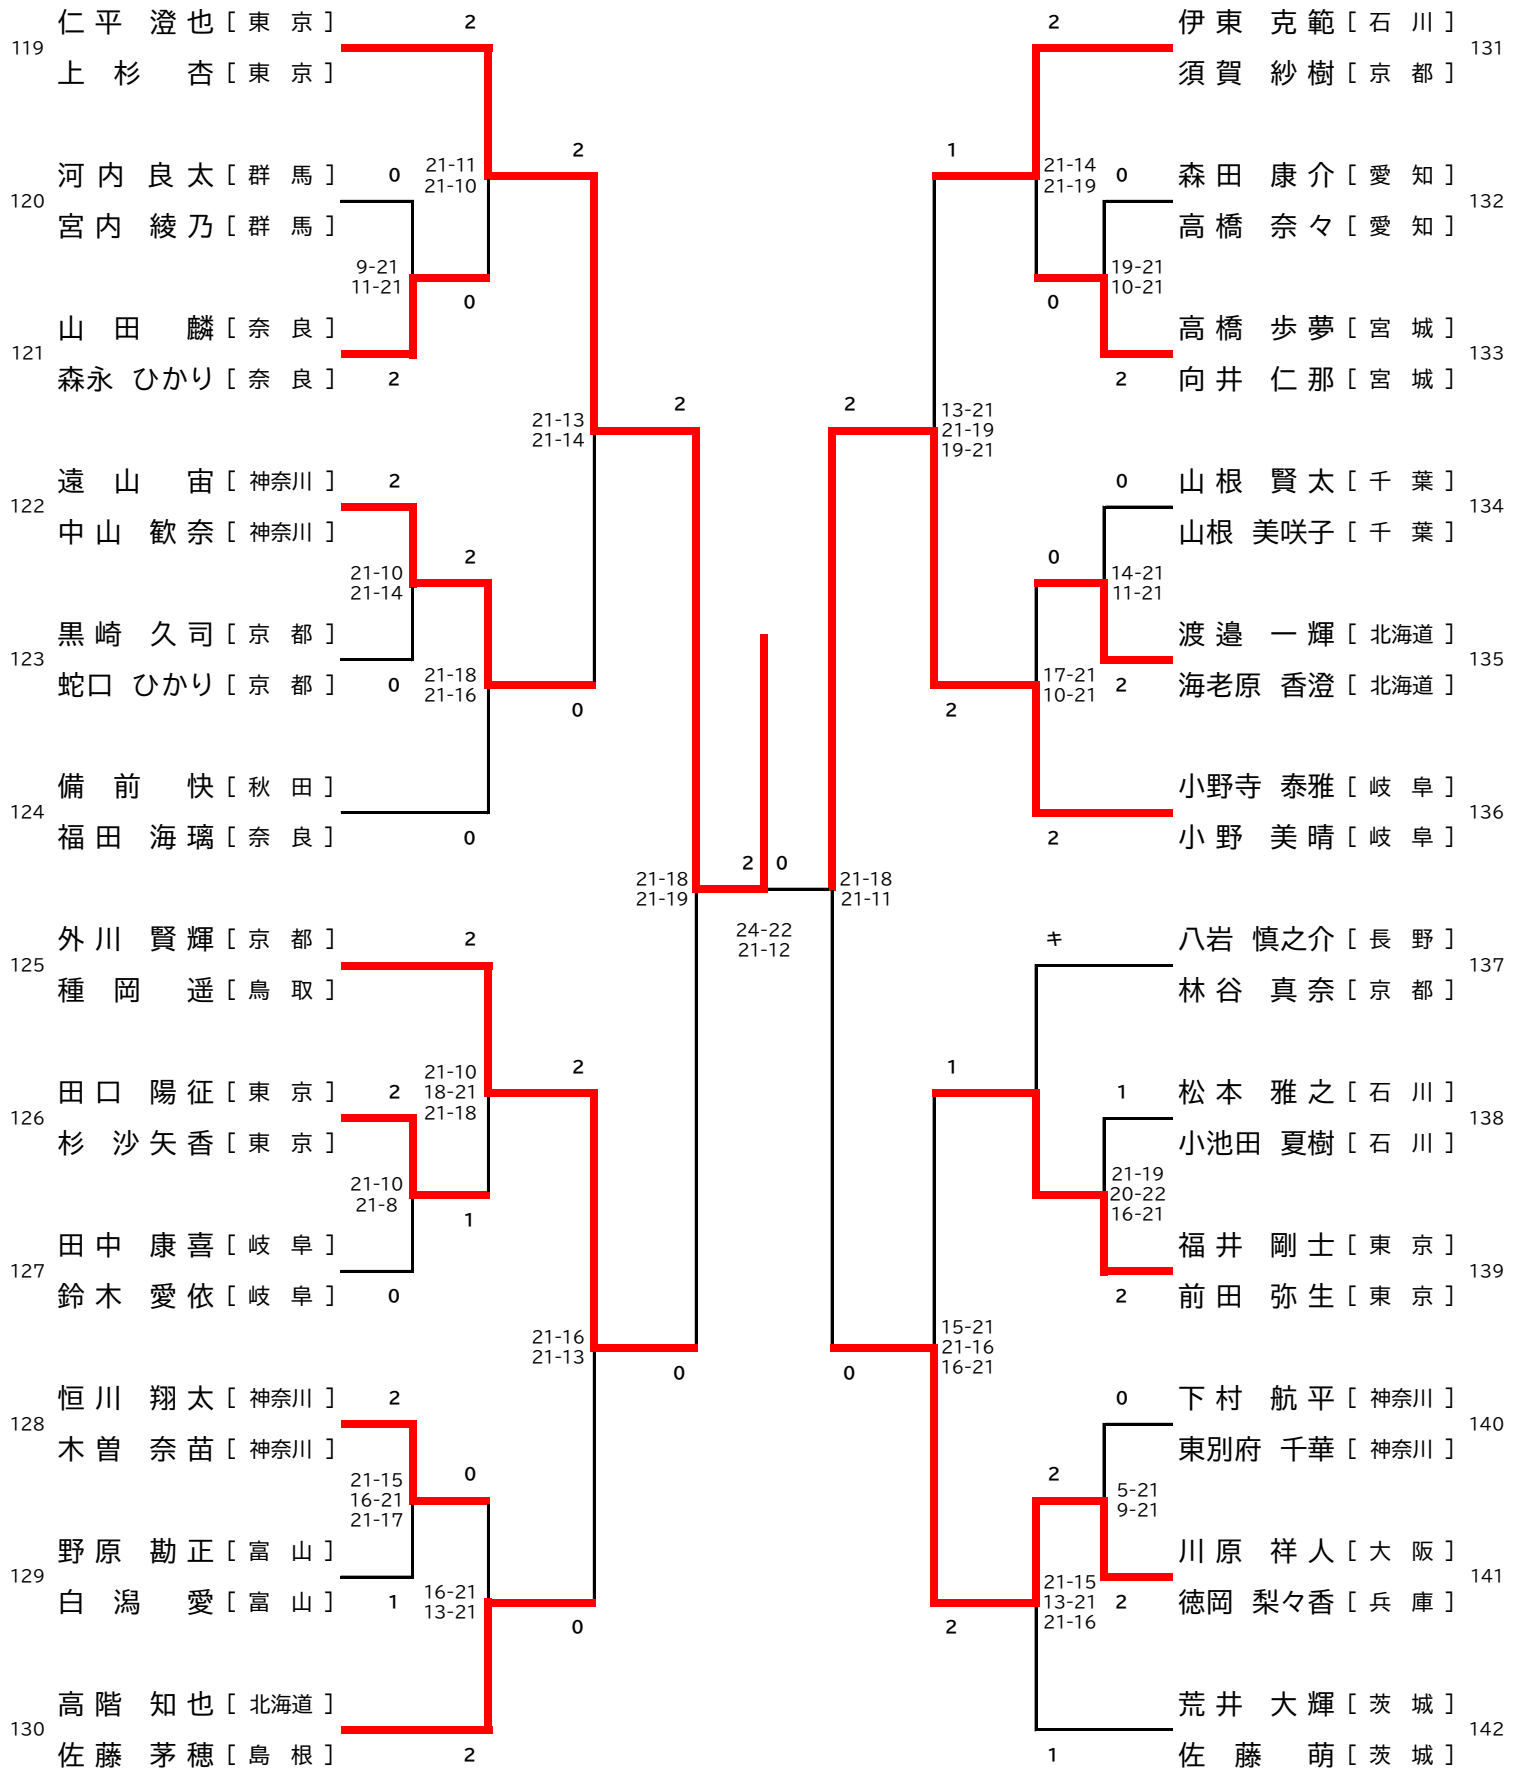 仁平 澄也 [ 東 京 ]
119
上杉 杏 [ 東 京 ]
2
河内 良太 [ 群 馬 ]
0
120
宮内 綾乃 [ 群 馬 ]
21-11
21-10
2
9-21
11-21
0
山田 麟 [ 奈 良 ]
121
森永 ひかり [ 奈 良 ]
2
21-13
21-14
2
遠山 宙 [ 神奈川 ]
2
122
中山 歓奈 [ 神奈川 ]
21-10
21-14
2
黒崎 久司 [ 京 都 ]
123
蛇口 ひかり [ 京 都 ]
0
21-18
21-16
0
備前 快 [ 秋 田 ]
124
福田 海璃 [ 奈 良 ]
0
21-18
21-19
2
0
24-22
21-12
外川 賢輝 [ 京 都 ]
2
125
種岡 遥 [ 鳥 取 ]
田口 陽征 [ 東 京 ]
2
126
杉 沙矢香 [ 東 京 ]
21-10
18-21
21-18
2
21-10
21-8
1
田中 康喜 [ 岐 阜 ]
127
鈴木 愛依 [ 岐 阜 ]
0
21-16
21-13
0
恒川 翔太 [ 神奈川 ]
2
128
木曽 奈苗 [ 神奈川 ]
21-15
16-21
21-17
0
野原 勘正 [ 富 山 ]
129
白潟 愛 [ 富 山 ]
1
16-21
13-21
0
高階 知也 [ 北海道 ]
130
佐藤 茅穂 [ 島 根 ]
2
2
伊東 克範 [ 石 川 ]
131
須賀 紗樹 [ 京 都 ]
1
21-14
21-19
0
森田 康介 [ 愛 知 ]
132
高橋 奈々 [ 愛 知 ]
19-21
10-21
0
高橋 歩夢 [ 宮 城 ]
133
2
向井 仁那 [ 宮 城 ]
2
13-21
21-19
19-21
0
山根 賢太 [ 千 葉 ]
134
山根 美咲子 [ 千 葉 ]
0
14-21
11-21
渡邉 一輝 [ 北海道 ]
135
2
海老原 香澄 [ 北海道 ]
17-21
10-21
2
小野寺 泰雅 [ 岐 阜 ]
136
2
小野 美晴 [ 岐 阜 ]
21-18
21-11
キ
八岩 慎之介 [ 長 野 ]
137
林谷 真奈 [ 京 都 ]
1
1
松本 雅之 [ 石 川 ]
138
小池田 夏樹 [ 石 川 ]
21-19
20-22
16-21
福井 剛士 [ 東 京 ]
139
2
前田 弥生 [ 東 京 ]
15-21
21-16
16-21
0
0
下村 航平 [ 神奈川 ]
140
東別府 千華 [ 神奈川 ]
2
5-21
9-21
川原 祥人 [ 大 阪 ]
141
2
徳岡 梨々香 [ 兵 庫 ]
21-15
13-21
21-16
2
荒井 大輝 [ 茨 城 ]
142
1
佐藤 萌 [ 茨 城 ]